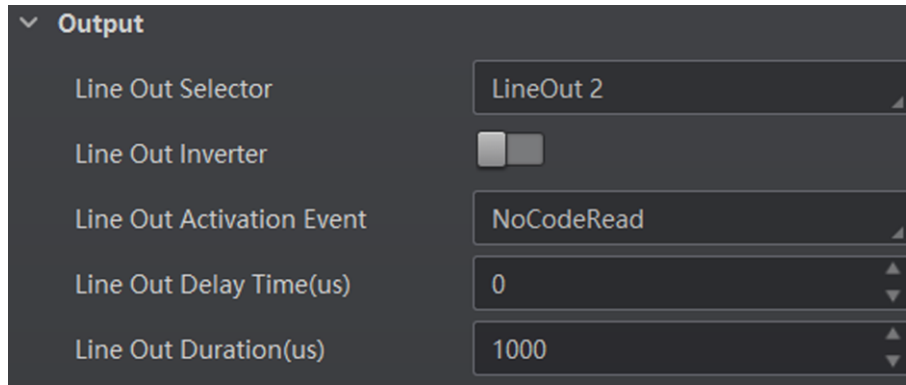 Output
Line Out Selector LineOut 2
Line Out Inverter
Line Out Activation Event NoCodeRead
Line Out Delay Time(us) 0
Line Out Duration(us) 1000